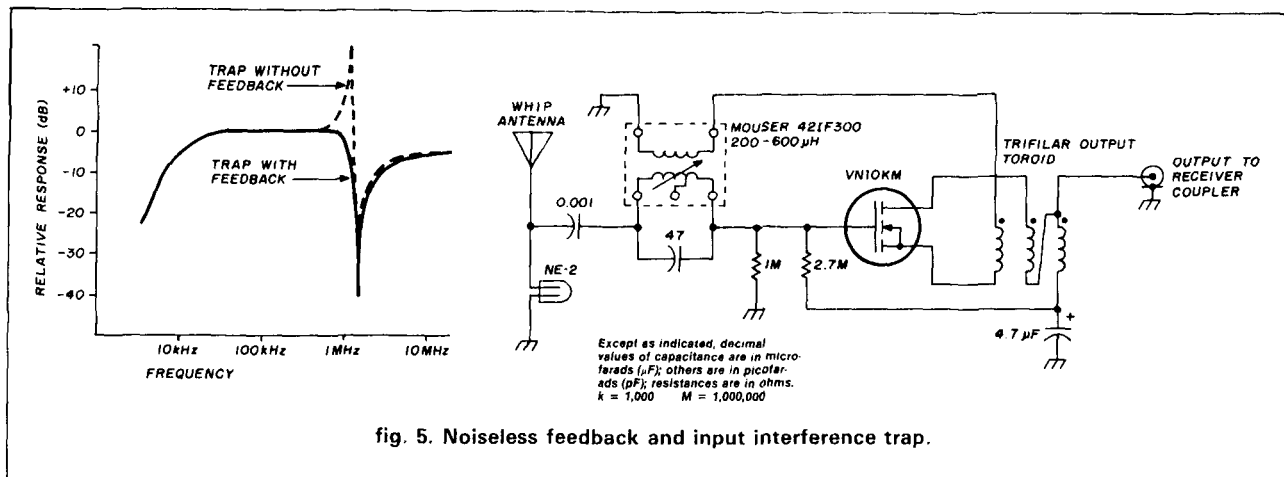 TRAP WITHOUT
FEEDBACK
TRAP WITH
FEEDBACK
RELATIVE RESPONSE (dB)
+10
0
-10
-20
-30
-40
10kHz 100kHz 1MHz 10MHz
FREQUENCY
WHIP
ANTENNA
0.001
NE-2
MOUSER 42IF300
200-600μH
47
1M
2.7M
VN10KM
TRIFILAR OUTPUT
TOROID
OUTPUT TO
RECEIVER
COUPLER
+
4.7μF
Except as indicated, decimal
values of capacitance are in micro-
farads (μF); others are in picofar-
ads (pF); resistances are in ohms.
k = 1,000 M = 1,000,000
fig. 5. Noiseless feedback and input interference trap.